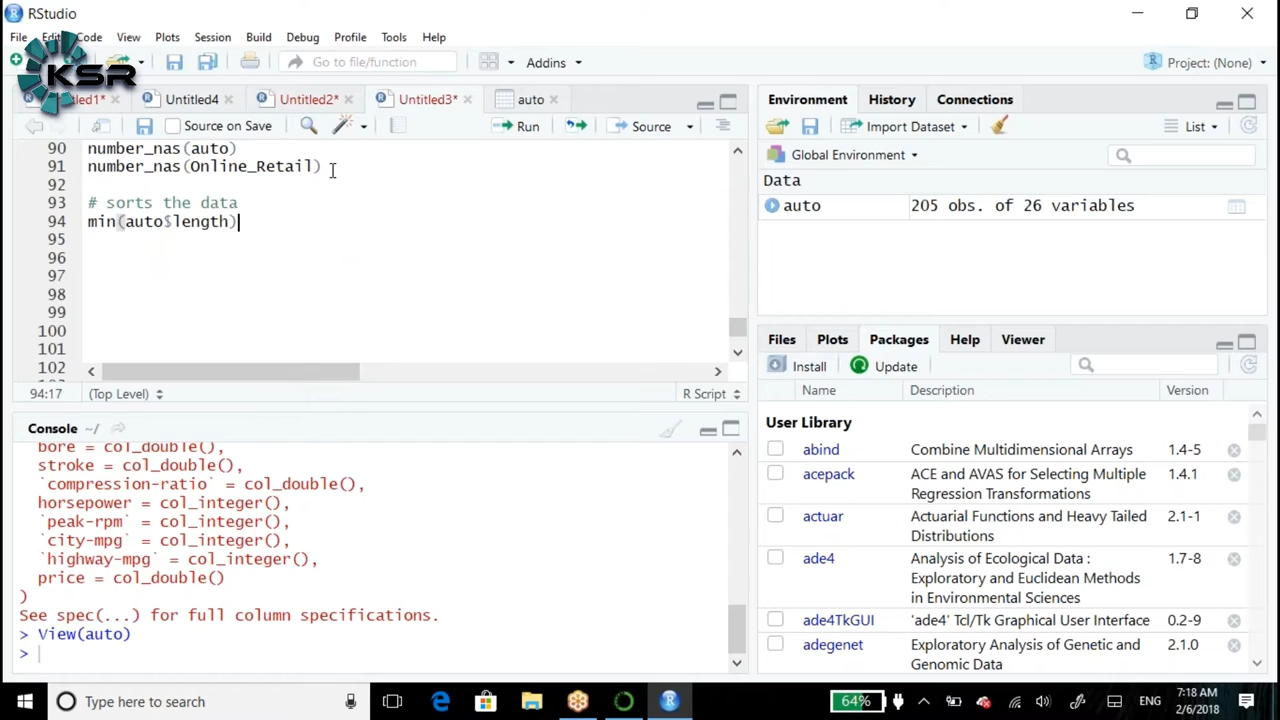 RStudio
File Edit Code View Plots Session Build Debug Profile Tools Help
KSR
Go to file/function
Addins
Project: (None)
Untitled4
Untitled2*
Untitled3*
auto
Source on Save
Run
Source
90 number_nas(auto)
91 number_nas(Online_Retail)
92
93 # sorts the data
94 min(auto$length)
95
96
97
98
99
100
101
102
94:17
(Top Level)
R Script
Console ~/
bore = col_double(),
stroke = col_double(),
`compression-ratio` = col_double(),
horsepower = col_integer(),
`peak-rpm` = col_integer(),
`city-mpg` = col_integer(),
`highway-mpg` = col_integer(),
price = col_double()
)
See spec(...) for full column specifications.
> View(auto)
>
Environment History Connections
Import Dataset
List
Global Environment
Data
auto 205 obs. of 26 variables
Files Plots Packages Help Viewer
Install Update
Name Description Version
User Library
abind Combine Multidimensional Arrays 1.4-5
acepack ACE and AVAS for Selecting Multiple Regression Transformations 1.4.1
actuar Actuarial Functions and Heavy Tailed Distributions 2.1-1
ade4 Analysis of Ecological Data : Exploratory and Euclidean Methods in Environmental Sciences 1.7-8
ade4TkGUI 'ade4' Tcl/Tk Graphical User Interface 0.2-9
adegenet Exploratory Analysis of Genetic and Genomic Data 2.1.0
Type here to search
64%
ENG
7:18 AM
2/6/2018